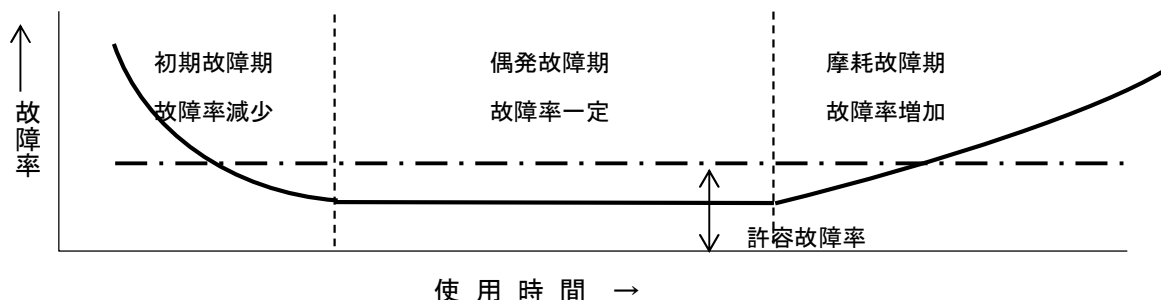 初期故障期
故障率減少
偶発故障期
故障率一定
摩耗故障期
故障率増加
故障率
許容故障率
使用時間 →